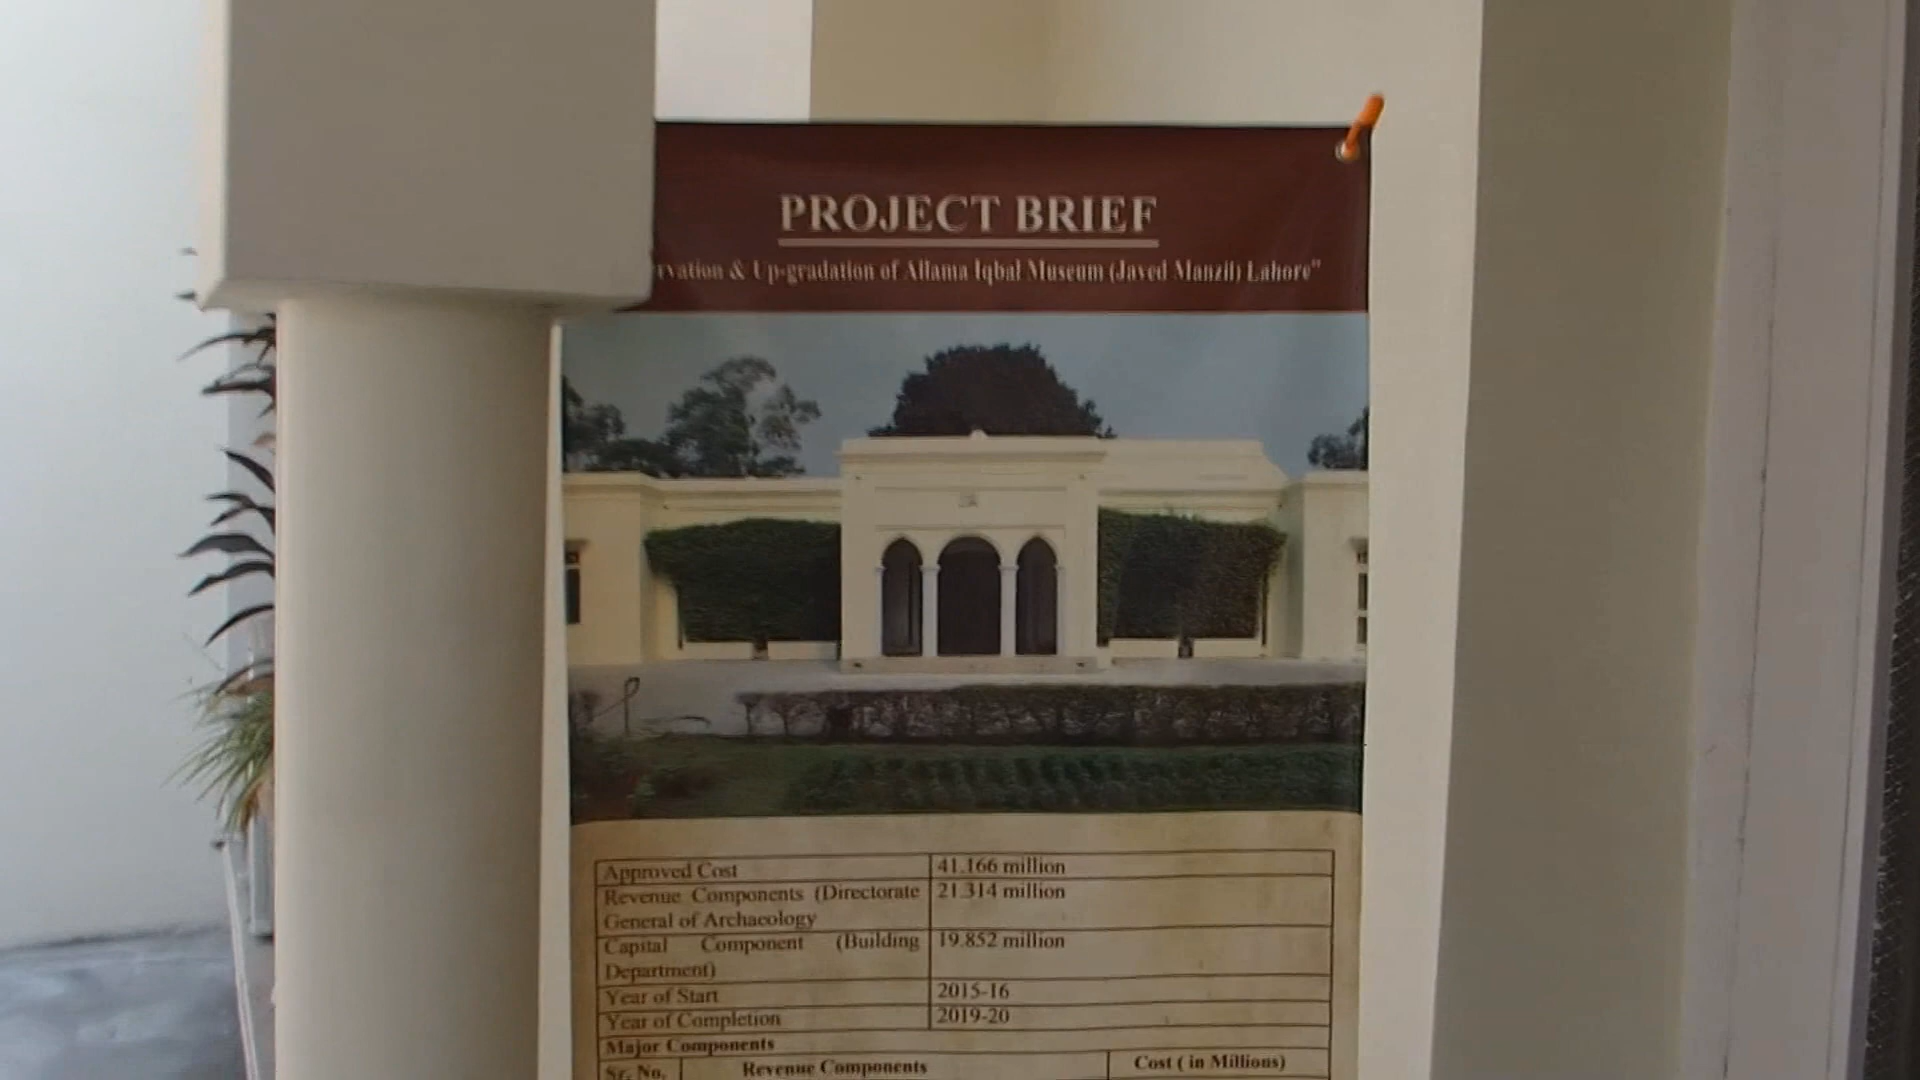 PROJECT BRIEF
rvation & Up-gradation of Allama Iqbal Museum (Javed Manzil) Lahore"
Approved Cost 41.166 million
Revenue Components (Directorate 21.314 million
General of Archaeology
Capital Component (Building 19.852 million
Department)
Year of Start 2015-16
Year of Completion 2019-20
Major Components
Sr. No. Revenue Components Cost ( in Millions)